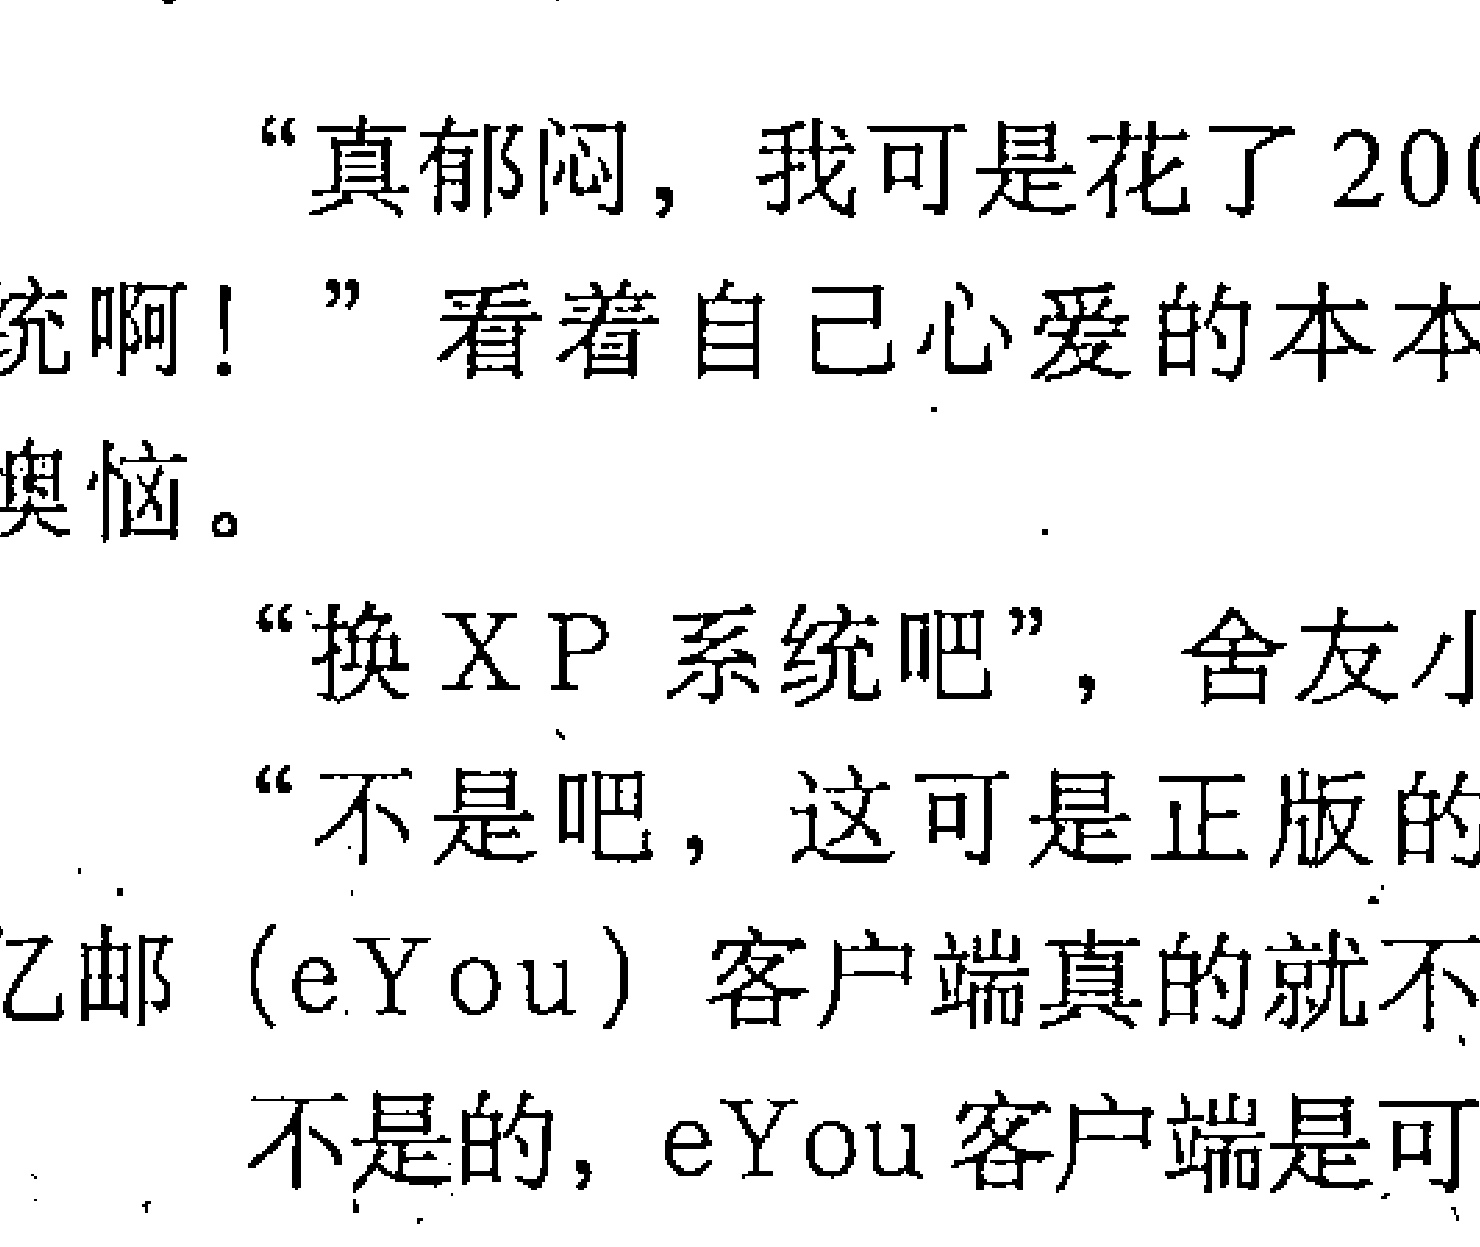 “真郁闷，我可是花了200
统啊！”看着自己心爱的本本
恼。
“换XP 系统吧”，舍友小
“不是吧，这可是正版的
亿邮（eYou）客户端真的就不
不是的，eYou客户端是可